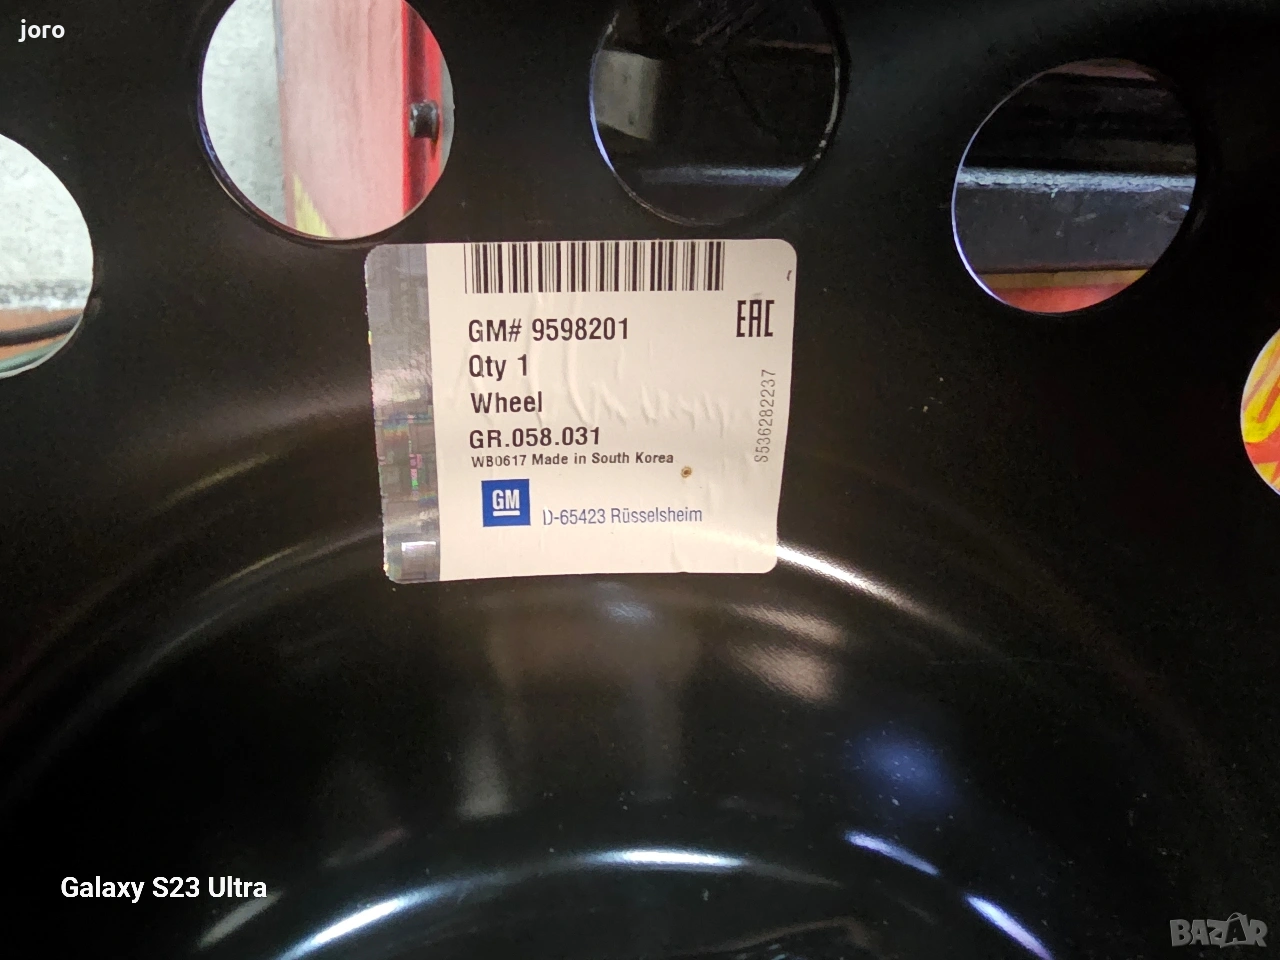 joro
GM# 9598201
EAC
Qty 1
Wheel
GR.058.031
WB0617 Made in South Korea
S536282237
GM
D-65423 Rüsselsheim
Galaxy S23 Ultra
BAZAR